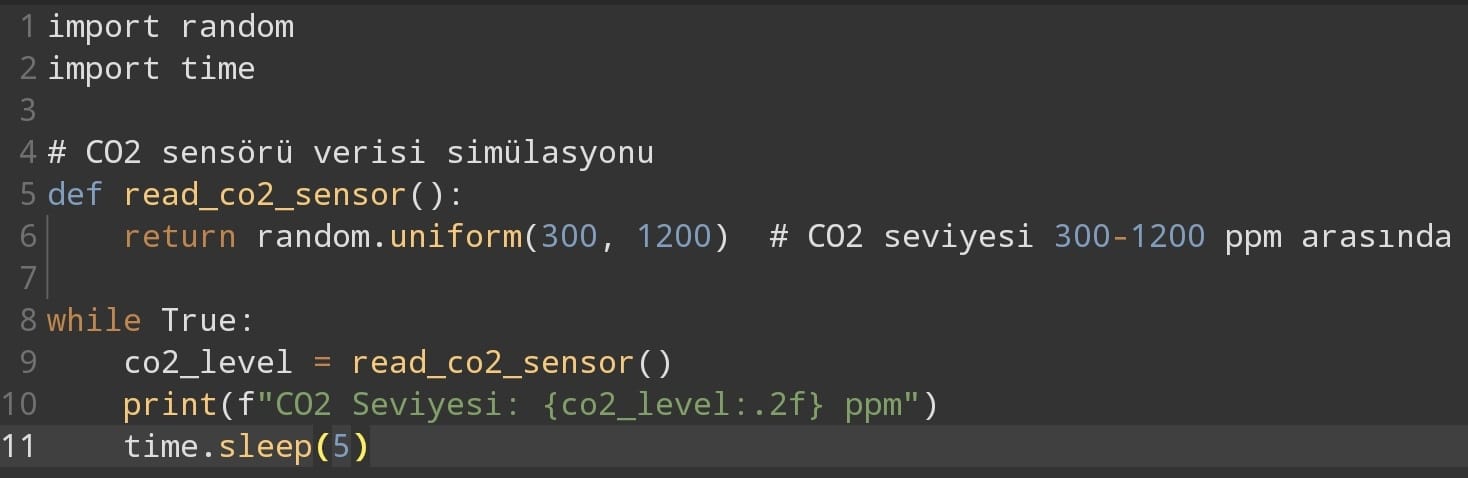 1 import random
2 import time
3
4 # CO2 sensörü verisi simülasyonu
5 def read_co2_sensor():
6     return random.uniform(300, 1200)  # CO2 seviyesi 300-1200 ppm arasında
7
8 while True:
9     co2_level = read_co2_sensor()
10     print(f"CO2 Seviyesi: {co2_level:.2f} ppm")
11     time.sleep(5)